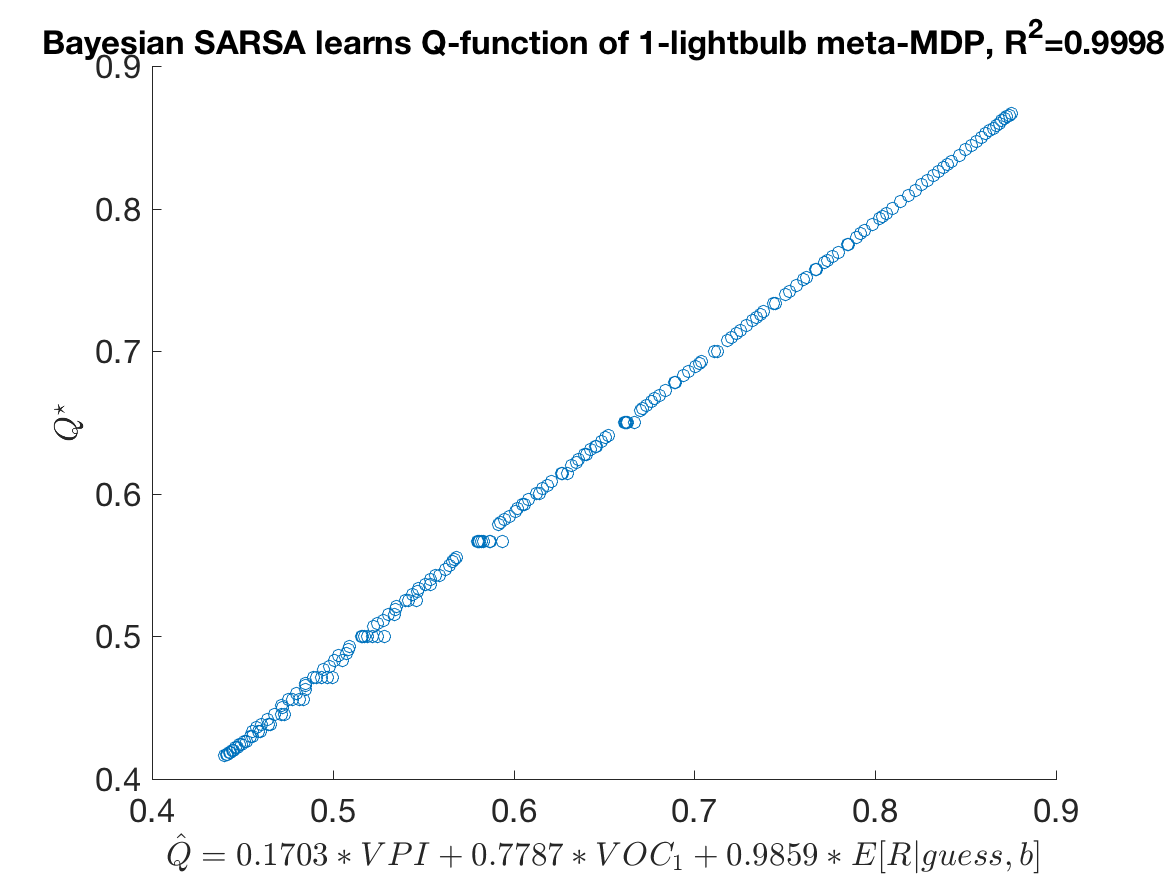 Bayesian SARSA learns Q-function of 1-lightbulb meta-MDP, R²=0.9998
0.9
0.8
0.7
0.6
0.5
0.4
Q⋆
0.4 0.5 0.6 0.7 0.8 0.9
Q̂ = 0.1703 ∗ VPI + 0.7787 ∗ VOC₁ + 0.9859 ∗ E[R|guess, b]